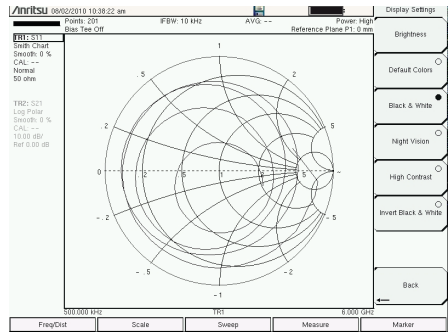 Anritsu 08/02/2010 10:38:22 am
Display Settings
Points: 201
IFBW: 10 kHz
AVG: --
Power: High
Bias Tee Off
Reference Plane P1: 0 mm
TR1: S11
Smith Chart
Smooth: 0 %
CAL: --
Normal
50 ohm
TR2: S21
Log Polar
Smooth: 0 %
CAL: --
10.00 dB/
Ref 0.00 dB
1
.5
2
.2
5
0
.2
.5
1
2
5
~
-.2
-5
-.5
-2
-1
500.000 kHz
TR1
6.000 GHz
Brightness
Default Colors
Black & White
Night Vision
High Contrast
Invert Black & White
Back
Freq/Dist
Scale
Sweep
Measure
Marker